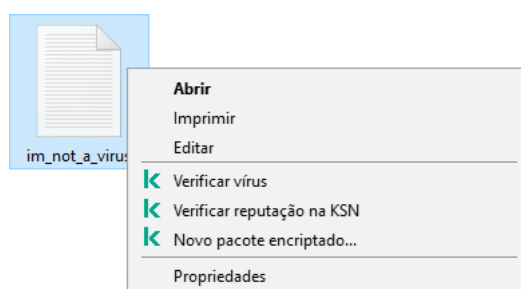 Abrir
Imprimir
Editar
im_not_a_virus
Verificar vírus
Verificar reputação na KSN
Novo pacote encriptado...
Propriedades